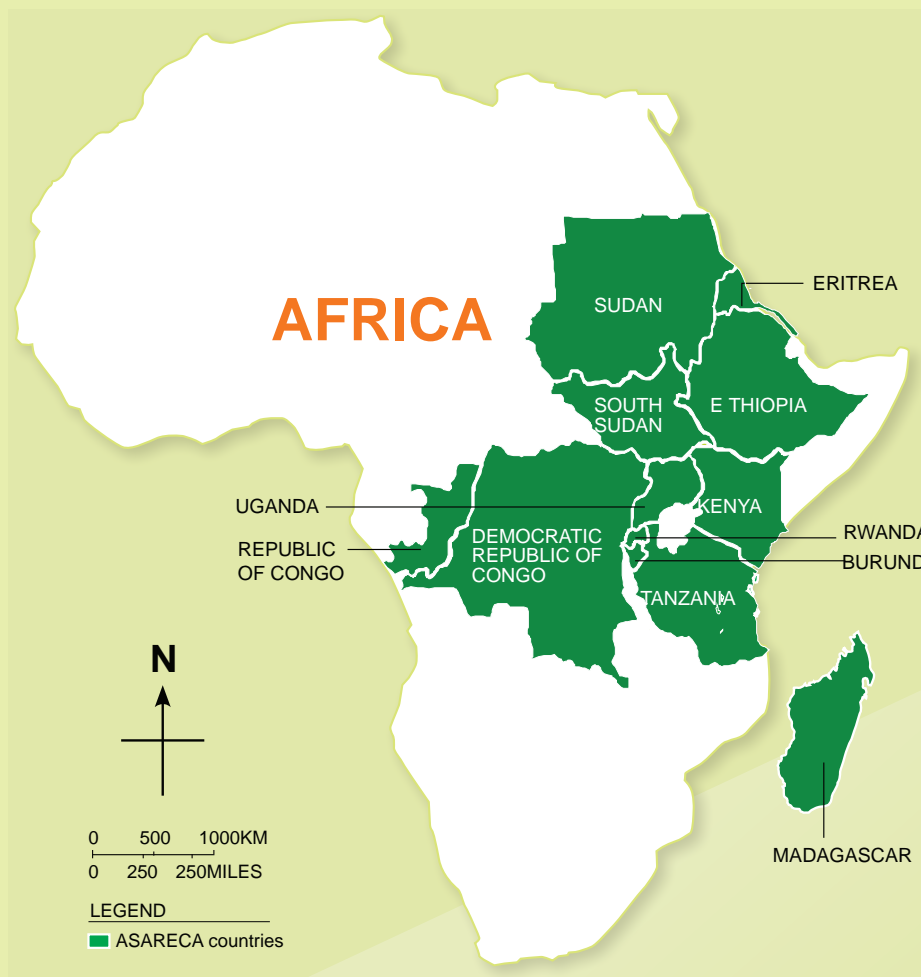 AFRICA
SUDAN
ERITREA
SOUTH
SUDAN
E THIOPIA
UGANDA
KENYA
REPUBLIC
OF CONGO
DEMOCRATIC
REPUBLIC OF
CONGO
RWANDA
BURUND
TANZANIA
N
0 500 1000KM
0 250 250MILES
MADAGASCAR
LEGEND
ASARECA countries